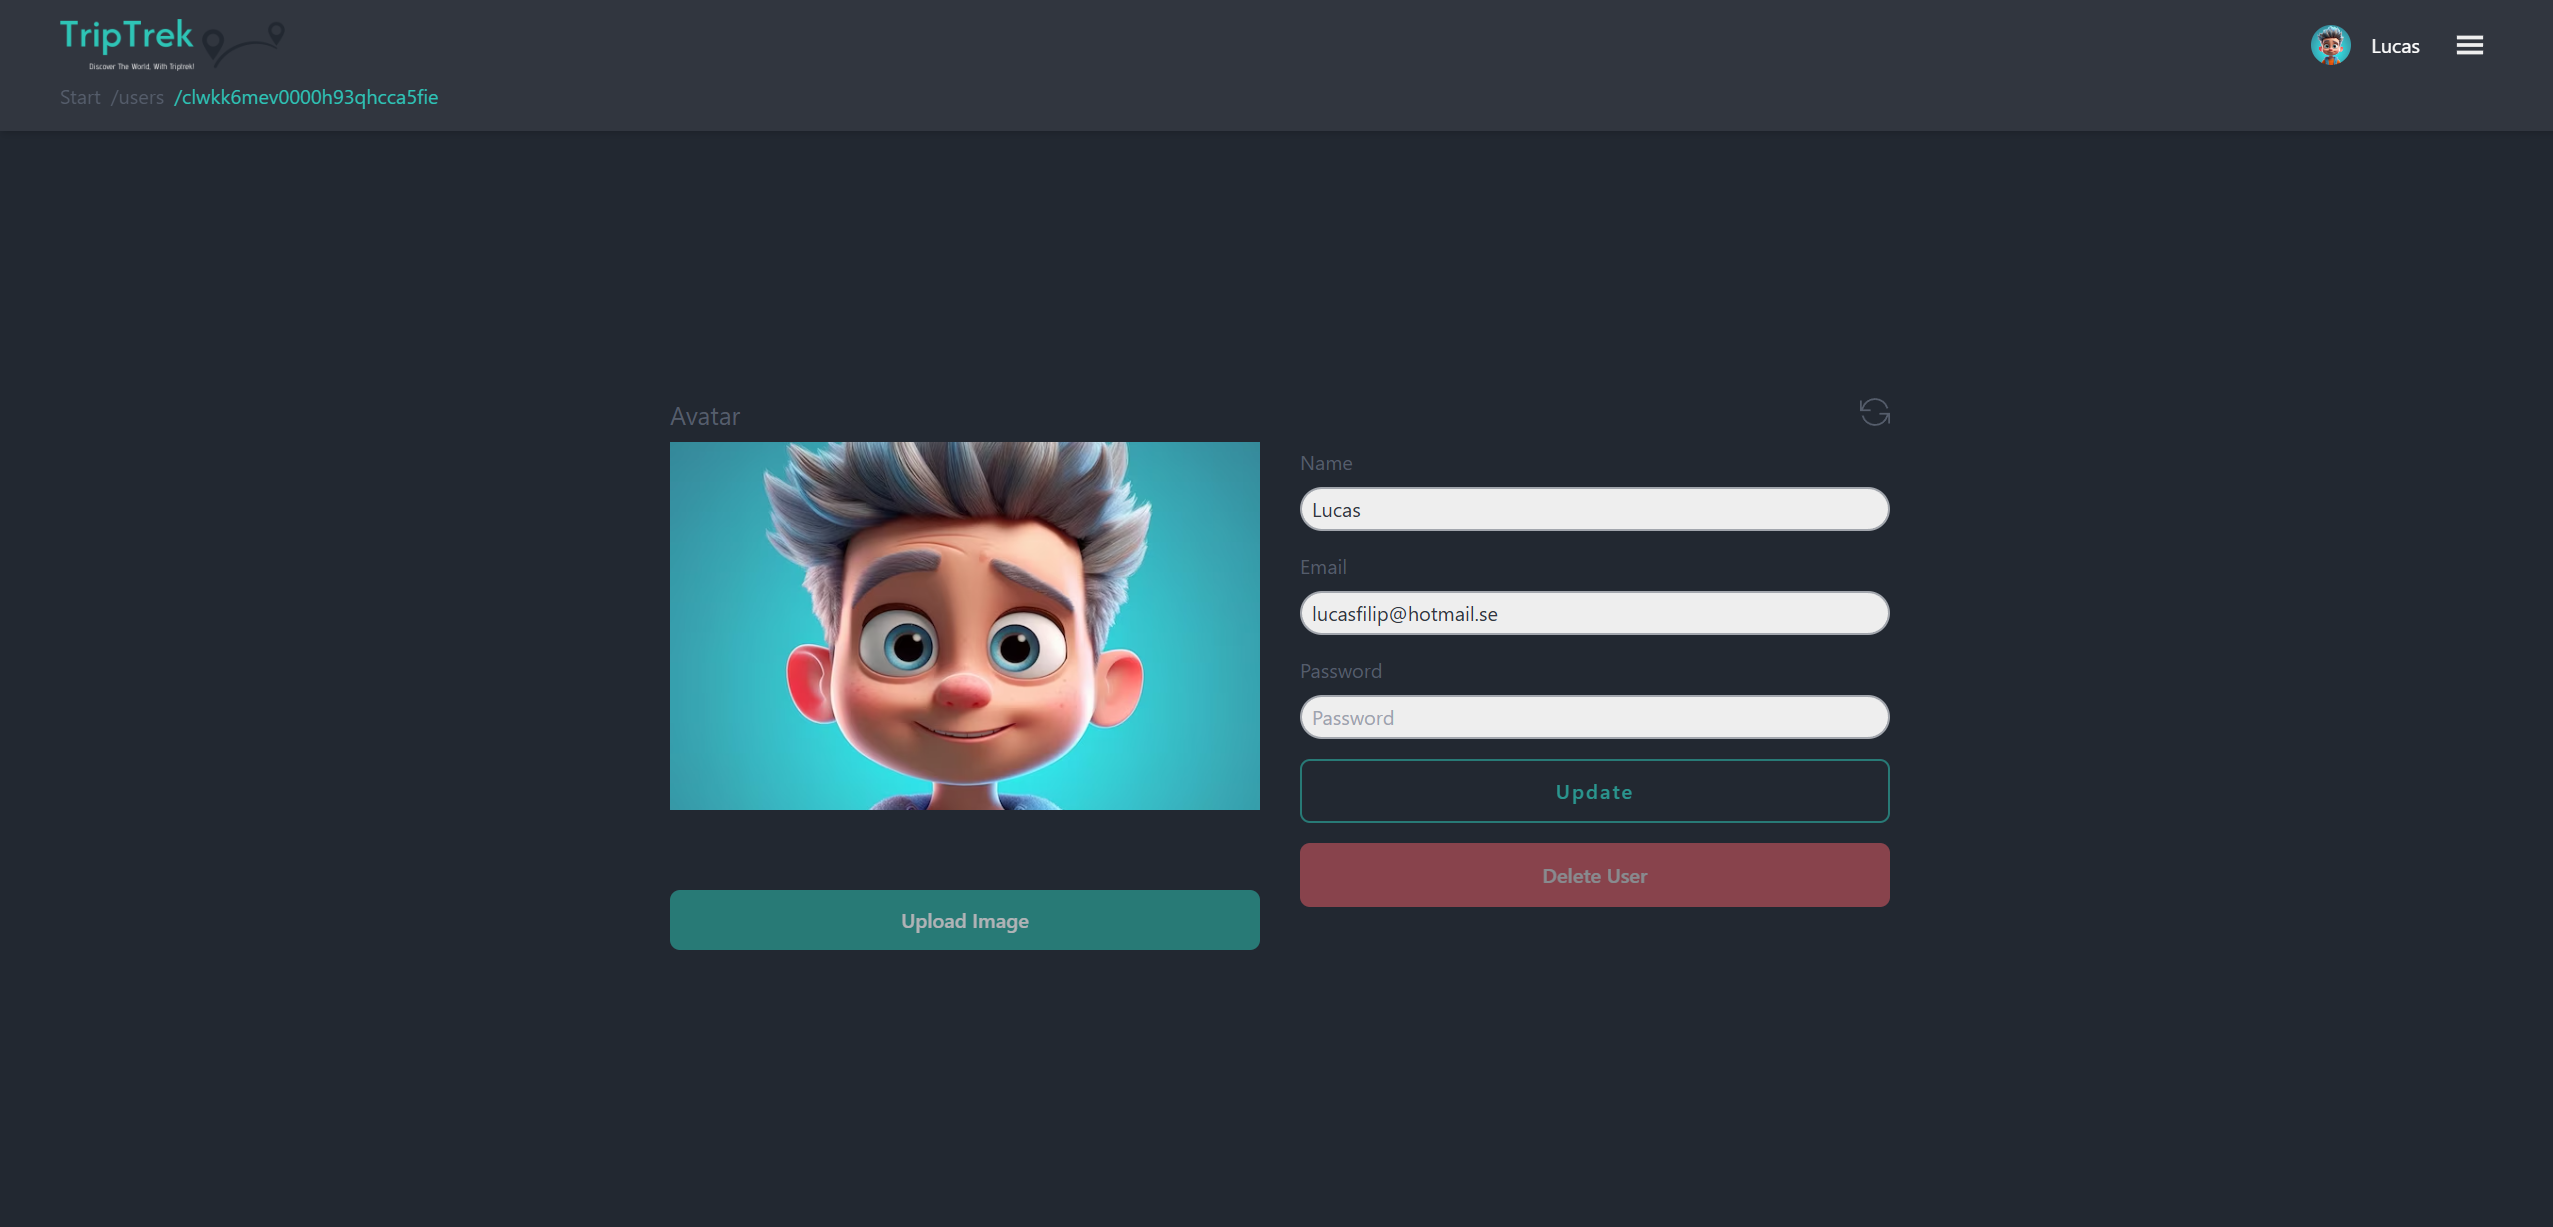 TripTrek
Discover The World, With Triptrek!
Lucas
Start /users /clwkk6mev0000h93qhcca5fie
Avatar
Name
Lucas
Email
lucasfilip@hotmail.se
Password
Password
Update
Delete User
Upload Image